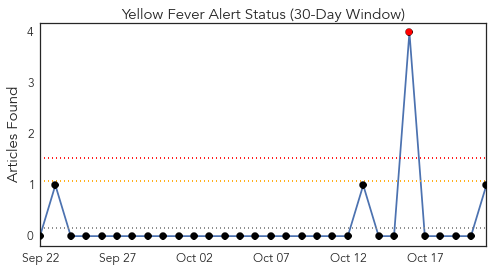 Yellow Fever Alert Status (30-Day Window)
Articles Found
4
3
2
1
0
Sep 22 Sep 27 Oct 02 Oct 07 Oct 12 Oct 17